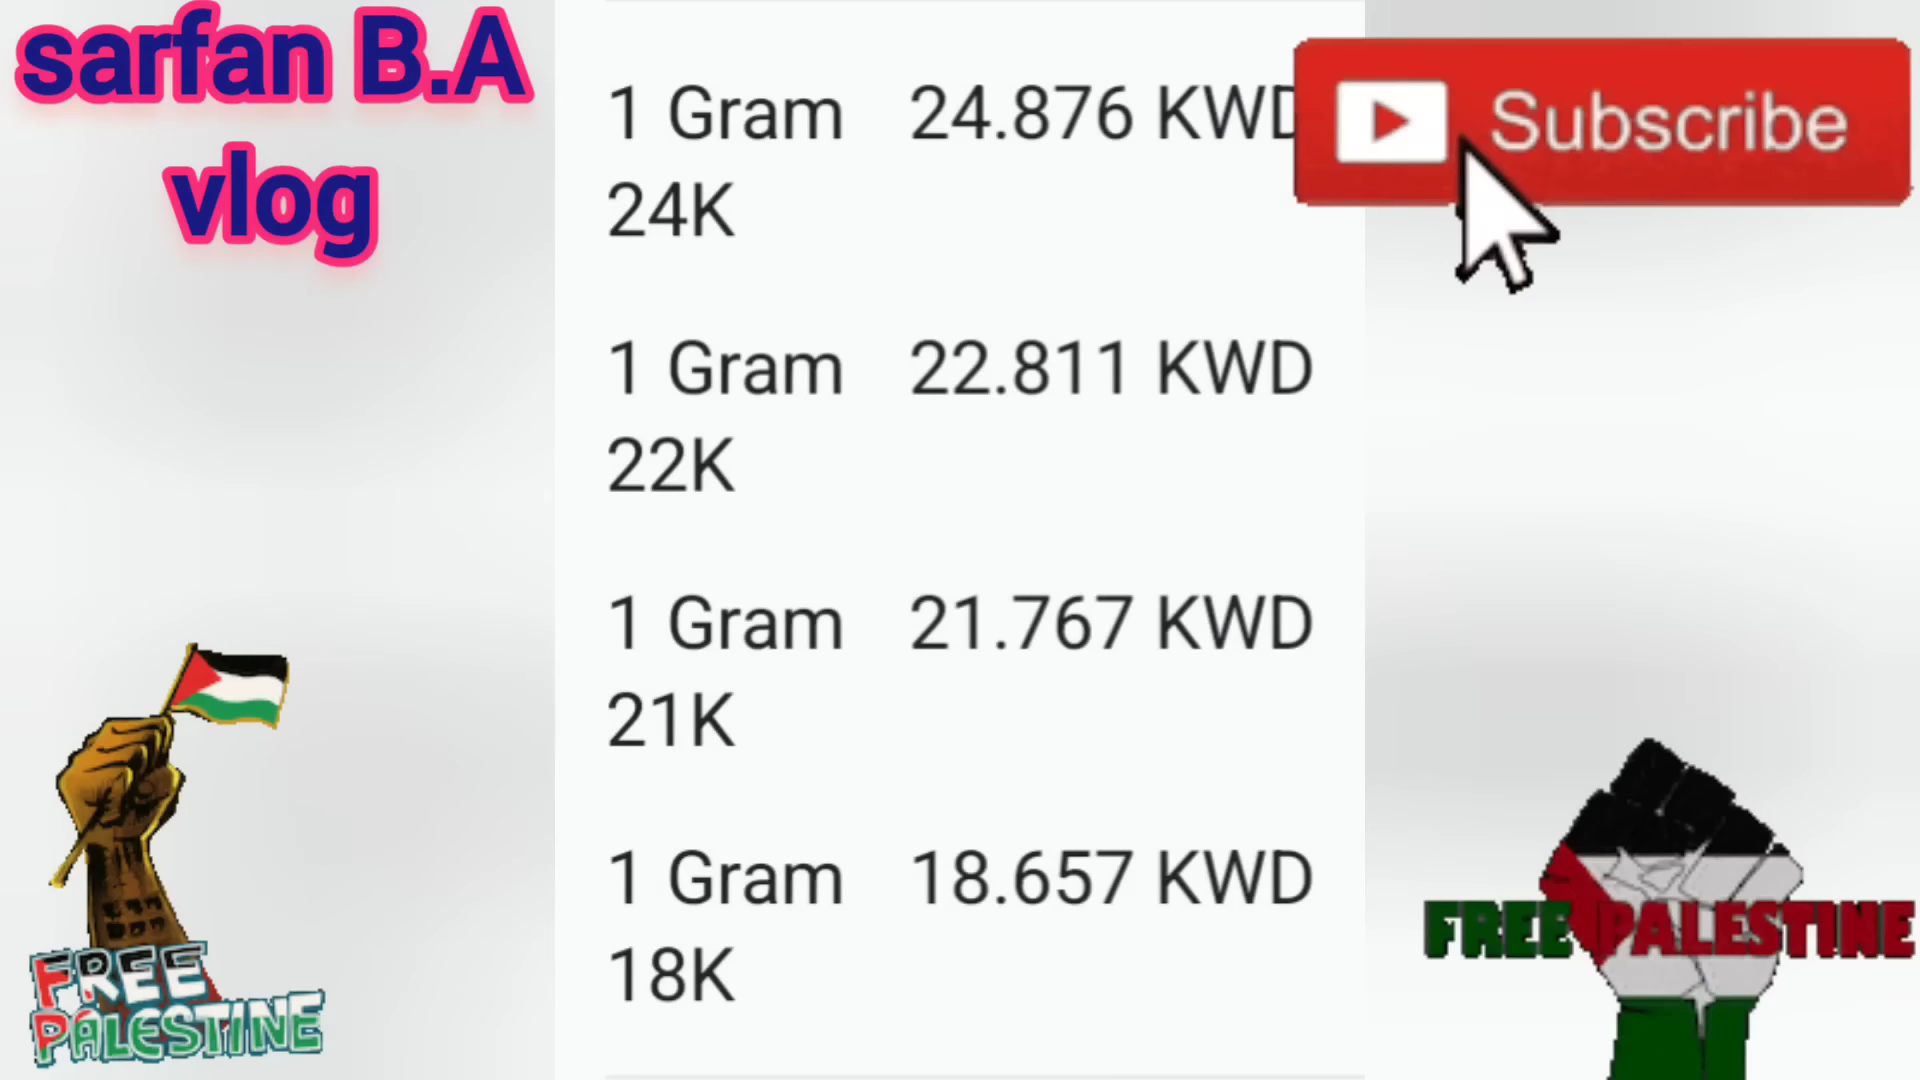 sarfan B.A
vlog
1 Gram 24.876 KWD
24K
Subscribe
1 Gram 22.811 KWD
22K
1 Gram 21.767 KWD
21K
1 Gram 18.657 KWD
18K
FREE
PALESTINE
FREE PALESTINE